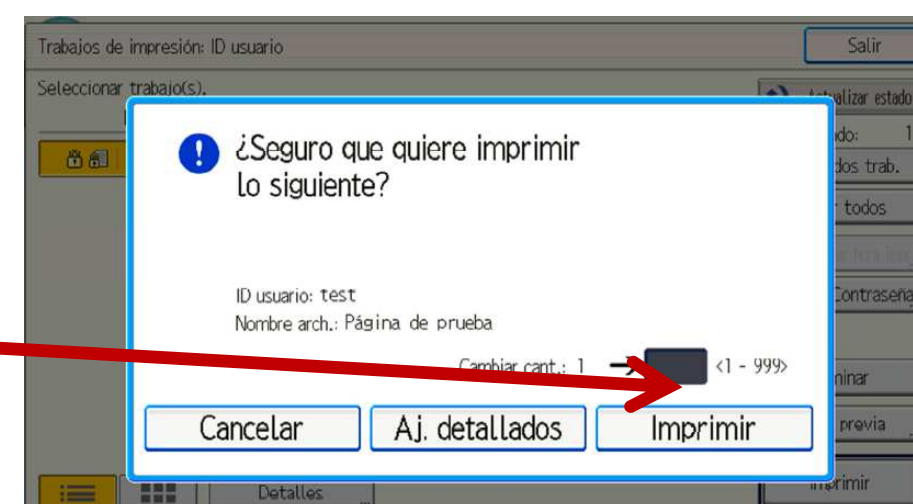 Trabajos de impresión: ID usuario
Salir
Seleccionar trabajo(s).
Actualizar estado
1
dos trab.
todos
¿Seguro que quiere imprimir
lo siguiente?
Contraseña
ID usuario: test
Nombre arch.: Página de prueba
Cambiar cant.: 1 → <1 - 999>
minar
previa
Cancelar
Aj. detallados
Imprimir
Detalles
Imprimir